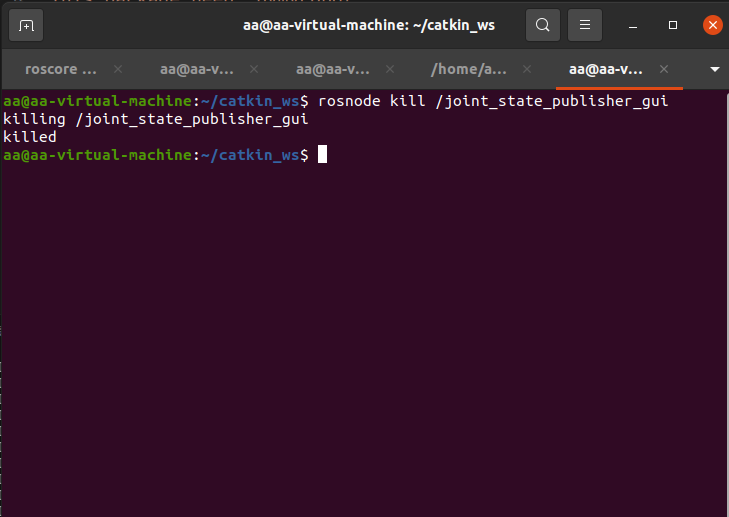 aa@aa-virtual-machine: ~/catkin_ws
roscore ...
aa@aa-v...
aa@aa-v...
/home/a...
aa@aa-v...
aa@aa-virtual-machine:~/catkin_ws$ rosnode kill /joint_state_publisher_gui
killing /joint_state_publisher_gui
killed
aa@aa-virtual-machine:~/catkin_ws$